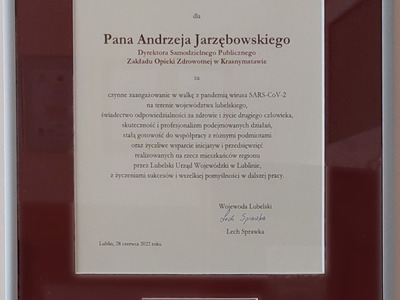 dla
Pana Andrzeja Jarzębowskiego
Dyrektora Samodzielnego Publicznego
Zakładu Opieki Zdrowotnej w Krasnymstawie
za
czynne zaangażowanie w walkę z pandemią wirusa SARS-CoV-2
na terenie województwa lubelskiego,
świadectwo odpowiedzialności za zdrowie i życie drugiego człowieka,
skuteczność i profesjonalizm podejmowanych działań,
stałą gotowość do współpracy z różnymi podmiotami
oraz życzliwe wsparcie inicjatyw i przedsięwzięć
realizowanych na rzecz mieszkańców regionu
przez Lubelski Urząd Wojewódzki w Lublinie,
z życzeniami sukcesów i wszelkiej pomyślności w dalszej pracy.
Wojewoda Lubelski
Lech Sprawka
Lech Sprawka
Lublin, 28 czerwca 2022 roku